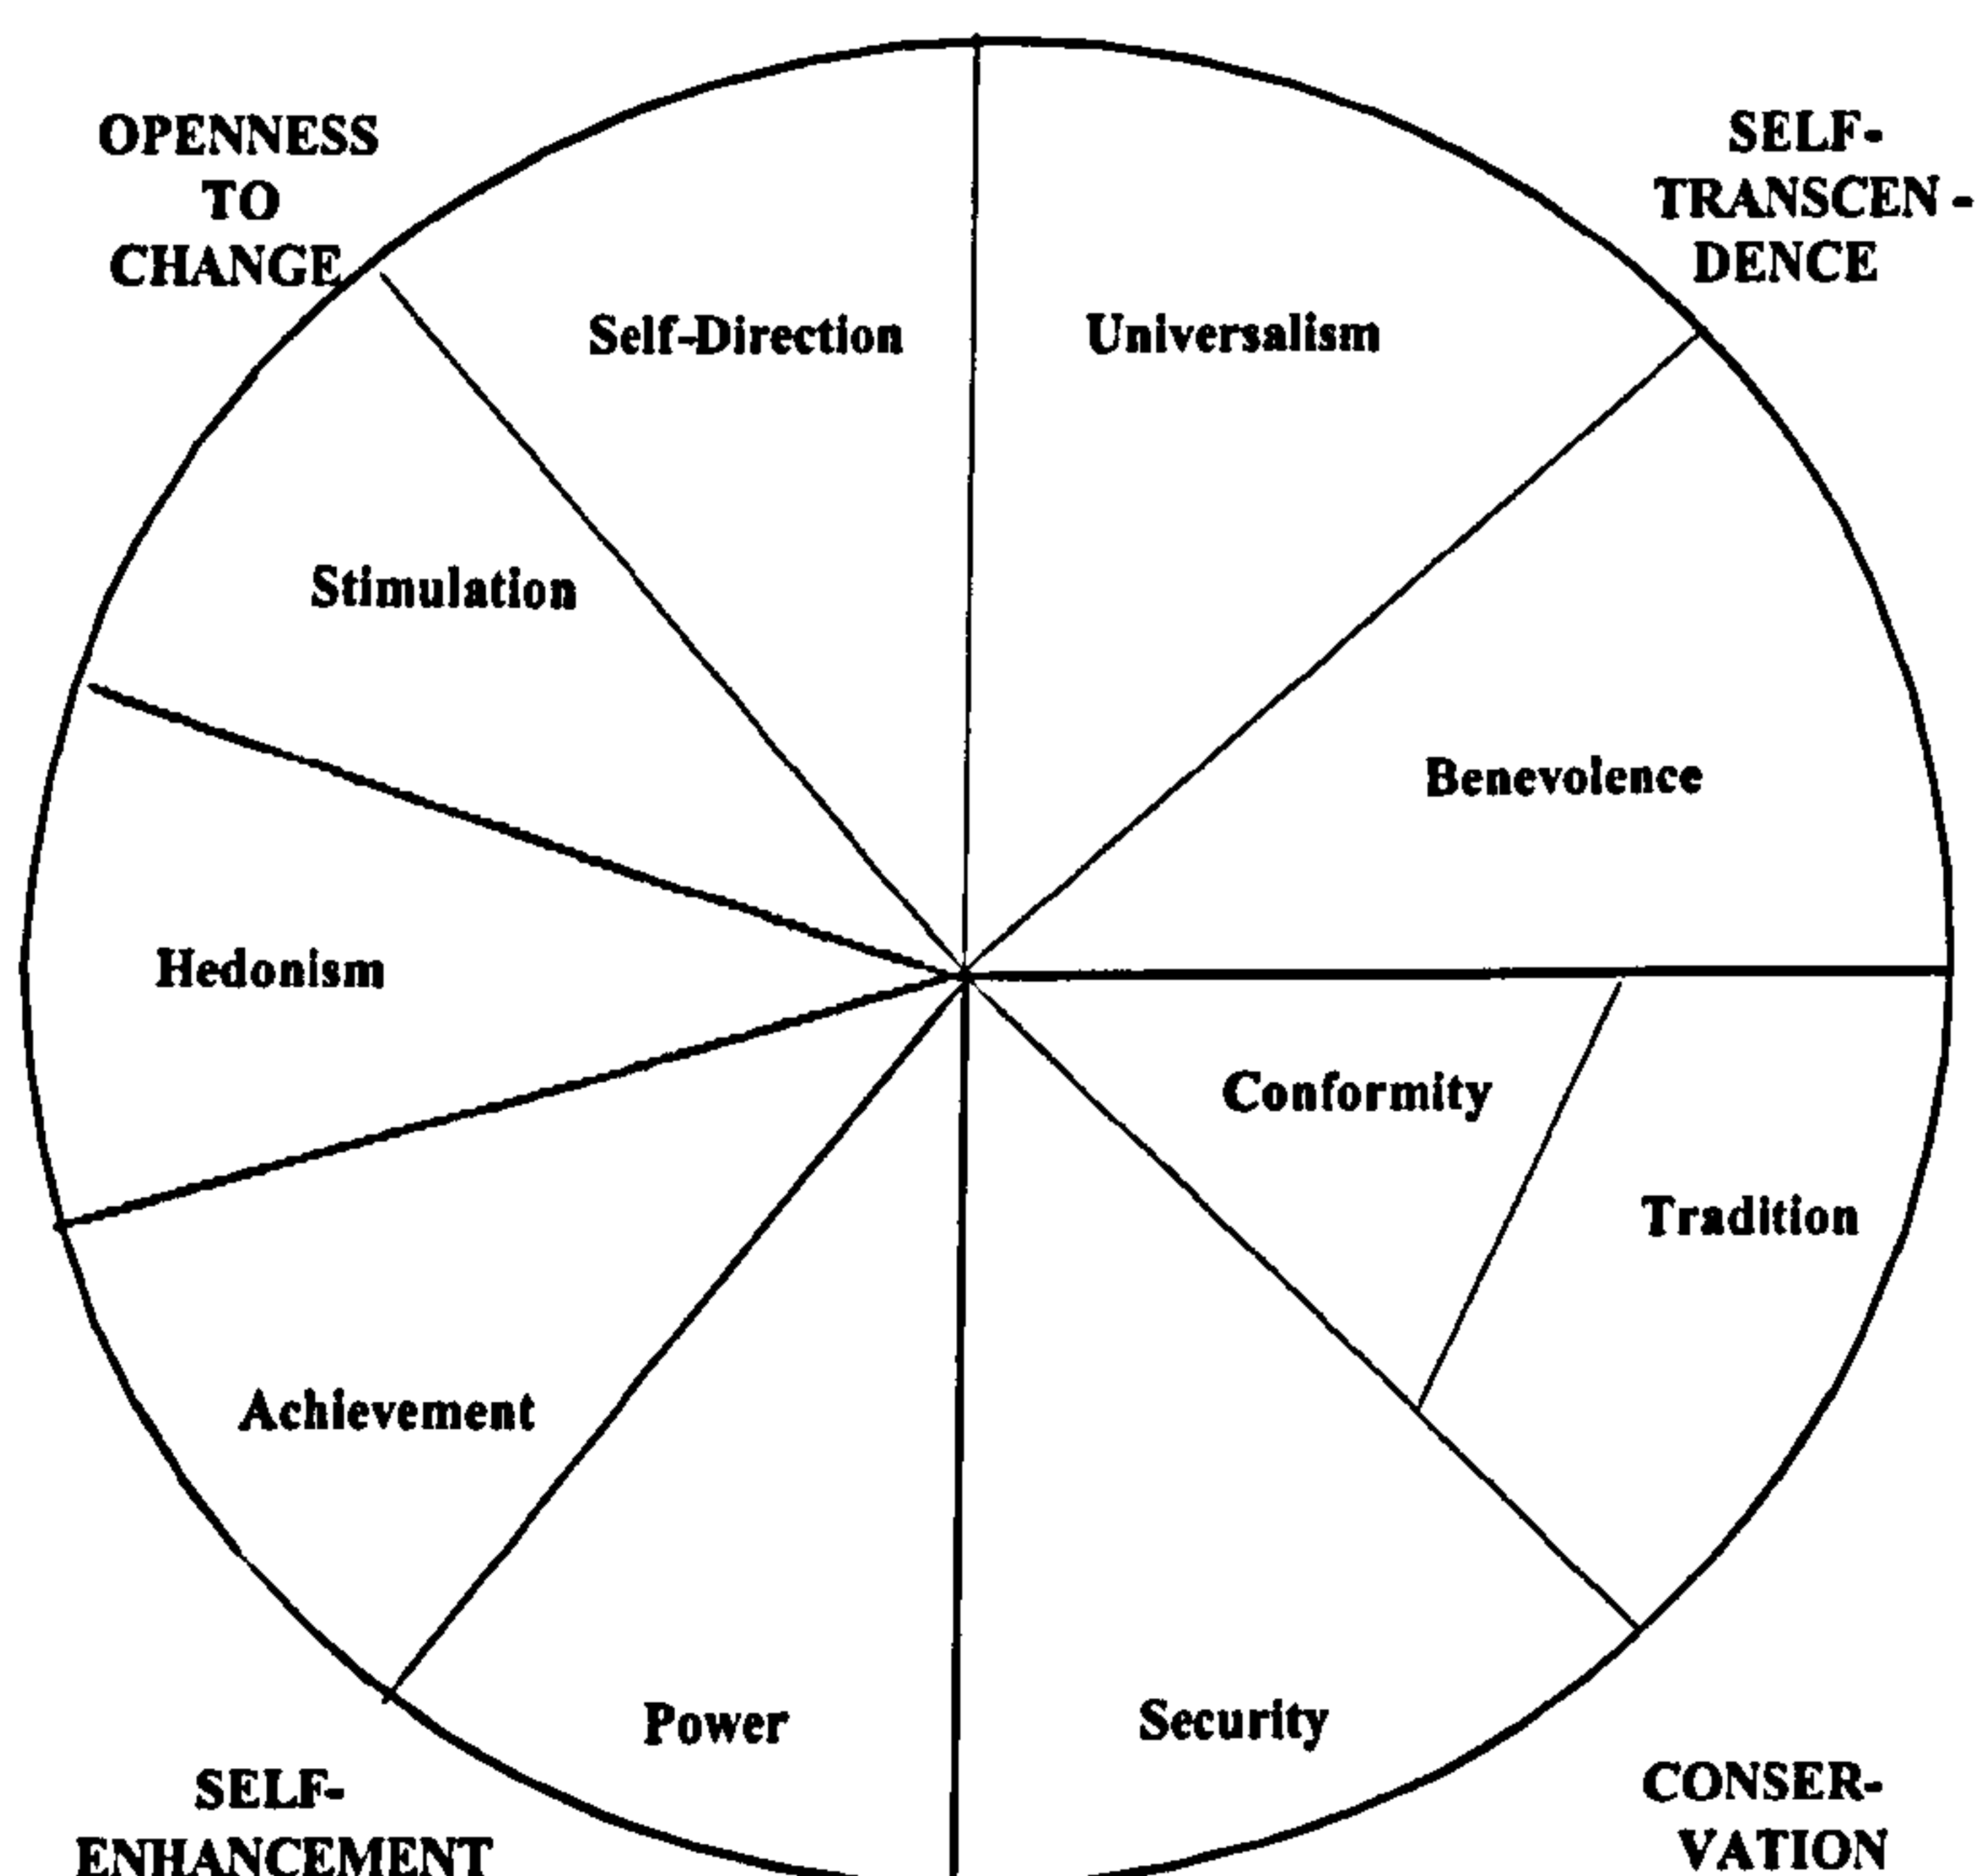 OPENNESS
TO
CHANGE
SELF-
TRANSCEN-
DENCE
Self-Direction
Universalism
Stimulation
Benevolence
Hedonism
Conformity
Tradition
Achievement
Power
Security
SELF-
ENHANCEMENT
CONSER-
VATION